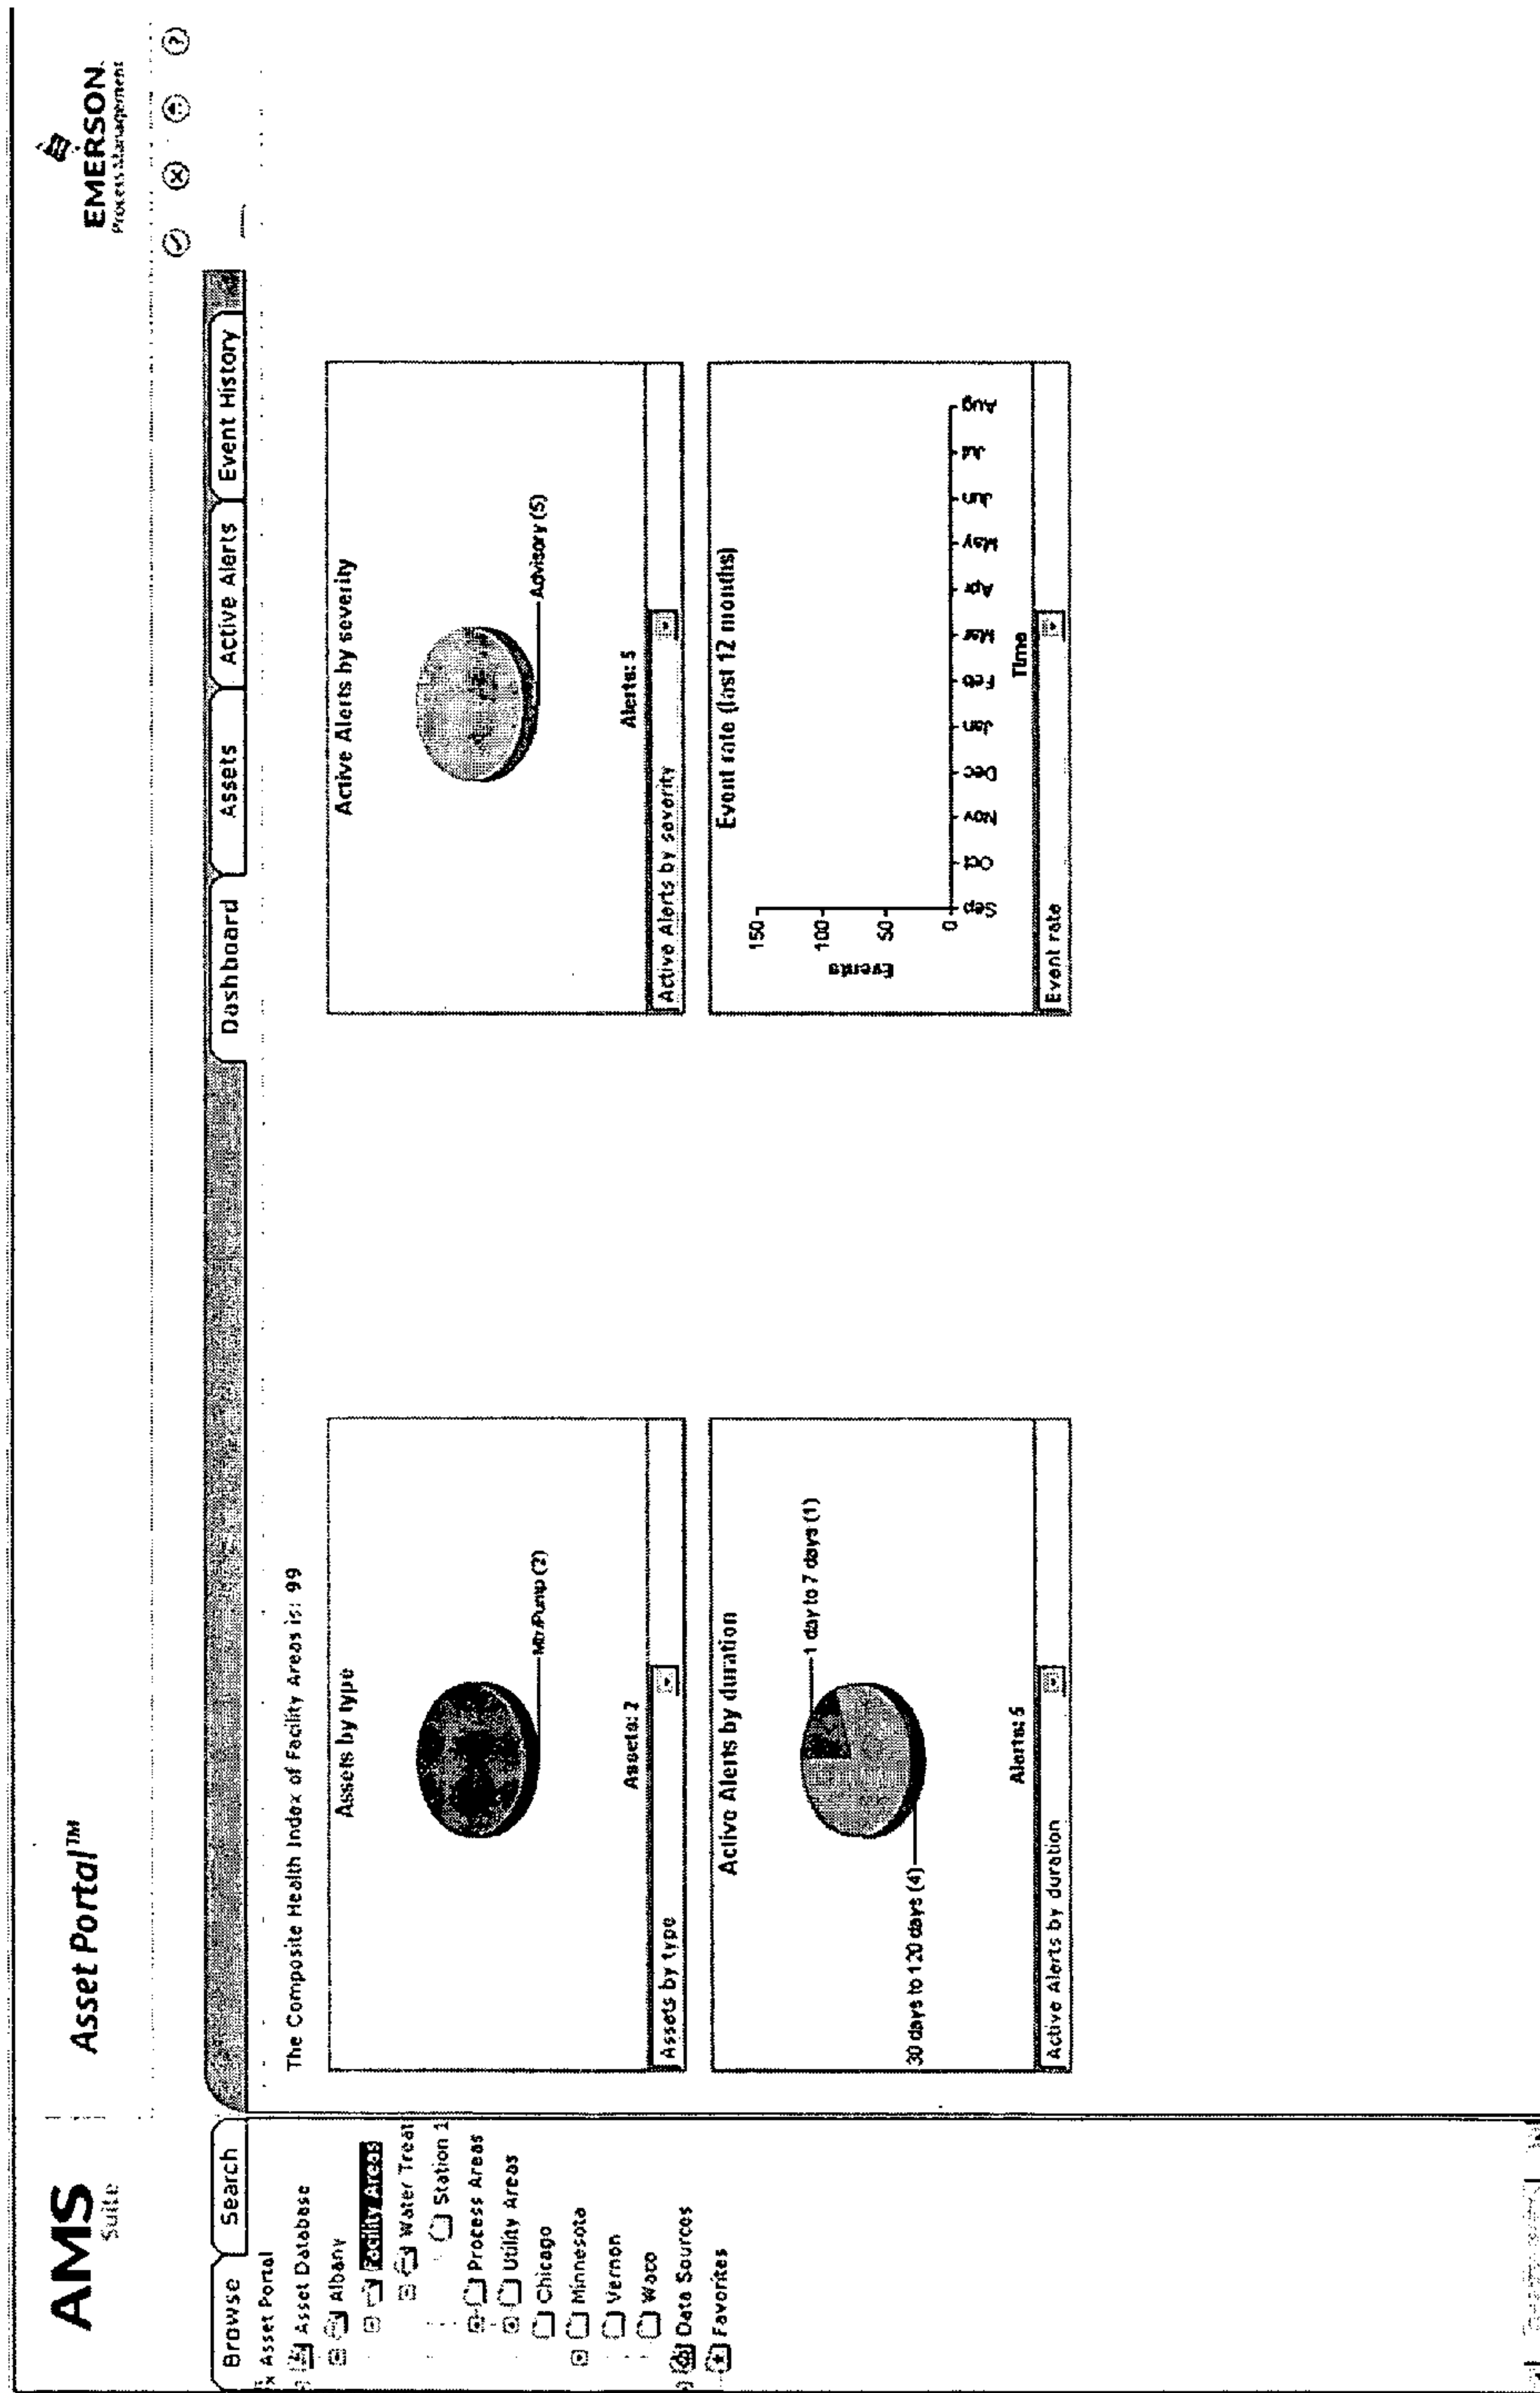 AMS
Suite
Asset Portal™
EMERSON
Process Management
Browse
Search
Dashboard
Assets
Active Alerts
Event History
Asset Portal
Asset Database
Albany
Facility Areas
Water Treat
Station 1
Process Areas
Utility Areas
Chicago
Minnesota
Vernon
Waco
Data Sources
Favorites
The Composite Health Index of Facility Areas is: 99
Assets by type
Mtr/Pump (2)
Assets: 2
Assets by type
Active Alerts by severity
Advisory (5)
Alerts: 5
Active Alerts by severity
Active Alerts by duration
1 day to 7 days (1)
30 days to 120 days (4)
Alerts: 5
Active Alerts by duration
Event rate (last 12 months)
150
100
50
0
Events
Sep Oct Nov Dec Jan Feb Mar Apr May Jun Jul Aug
Time
Event rate